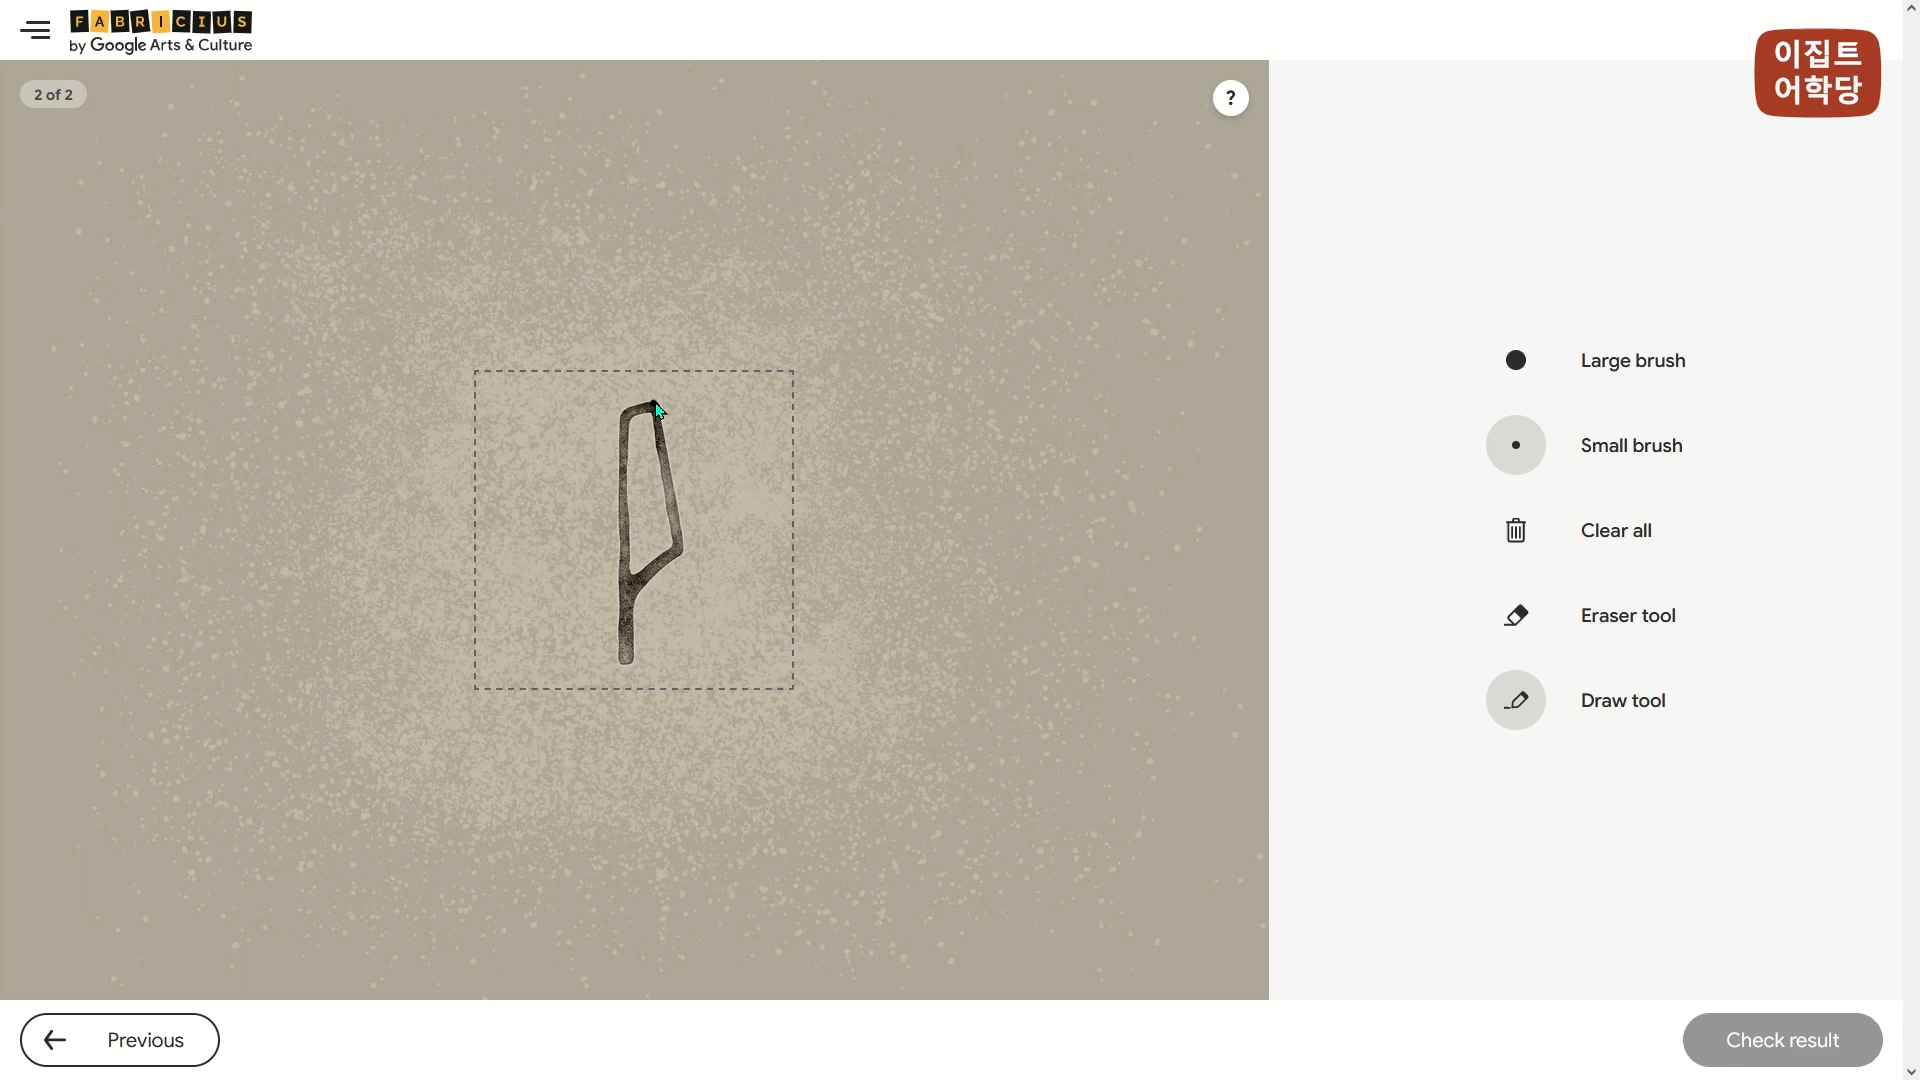 FABRICIUS
by Google Arts & Culture
이집트
어학당
2 of 2
?
Large brush
Small brush
Clear all
Eraser tool
Draw tool
Previous
Check result